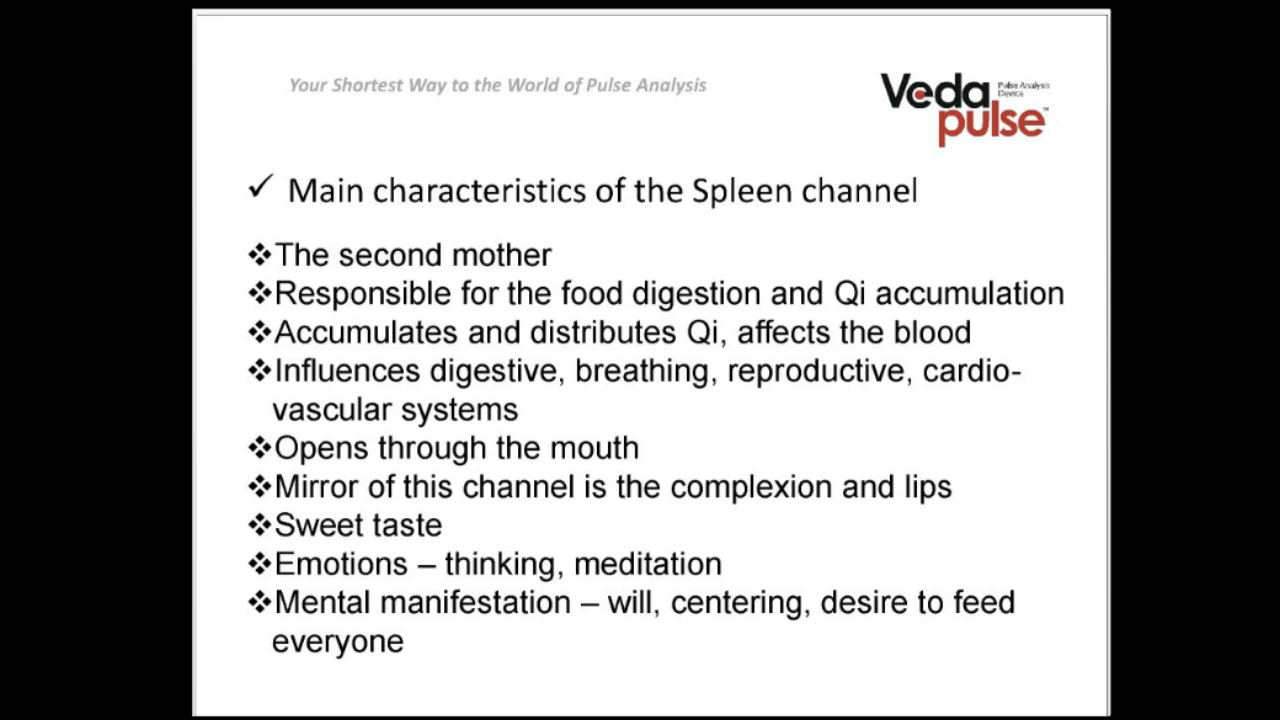 Your Shortest Way to the World of Pulse Analysis
Veda
Pulse Analysis
Device
pulse™
✓ Main characteristics of the Spleen channel
❖The second mother
❖Responsible for the food digestion and Qi accumulation
❖Accumulates and distributes Qi, affects the blood
❖Influences digestive, breathing, reproductive, cardio-
vascular systems
❖Opens through the mouth
❖Mirror of this channel is the complexion and lips
❖Sweet taste
❖Emotions – thinking, meditation
❖Mental manifestation – will, centering, desire to feed
everyone